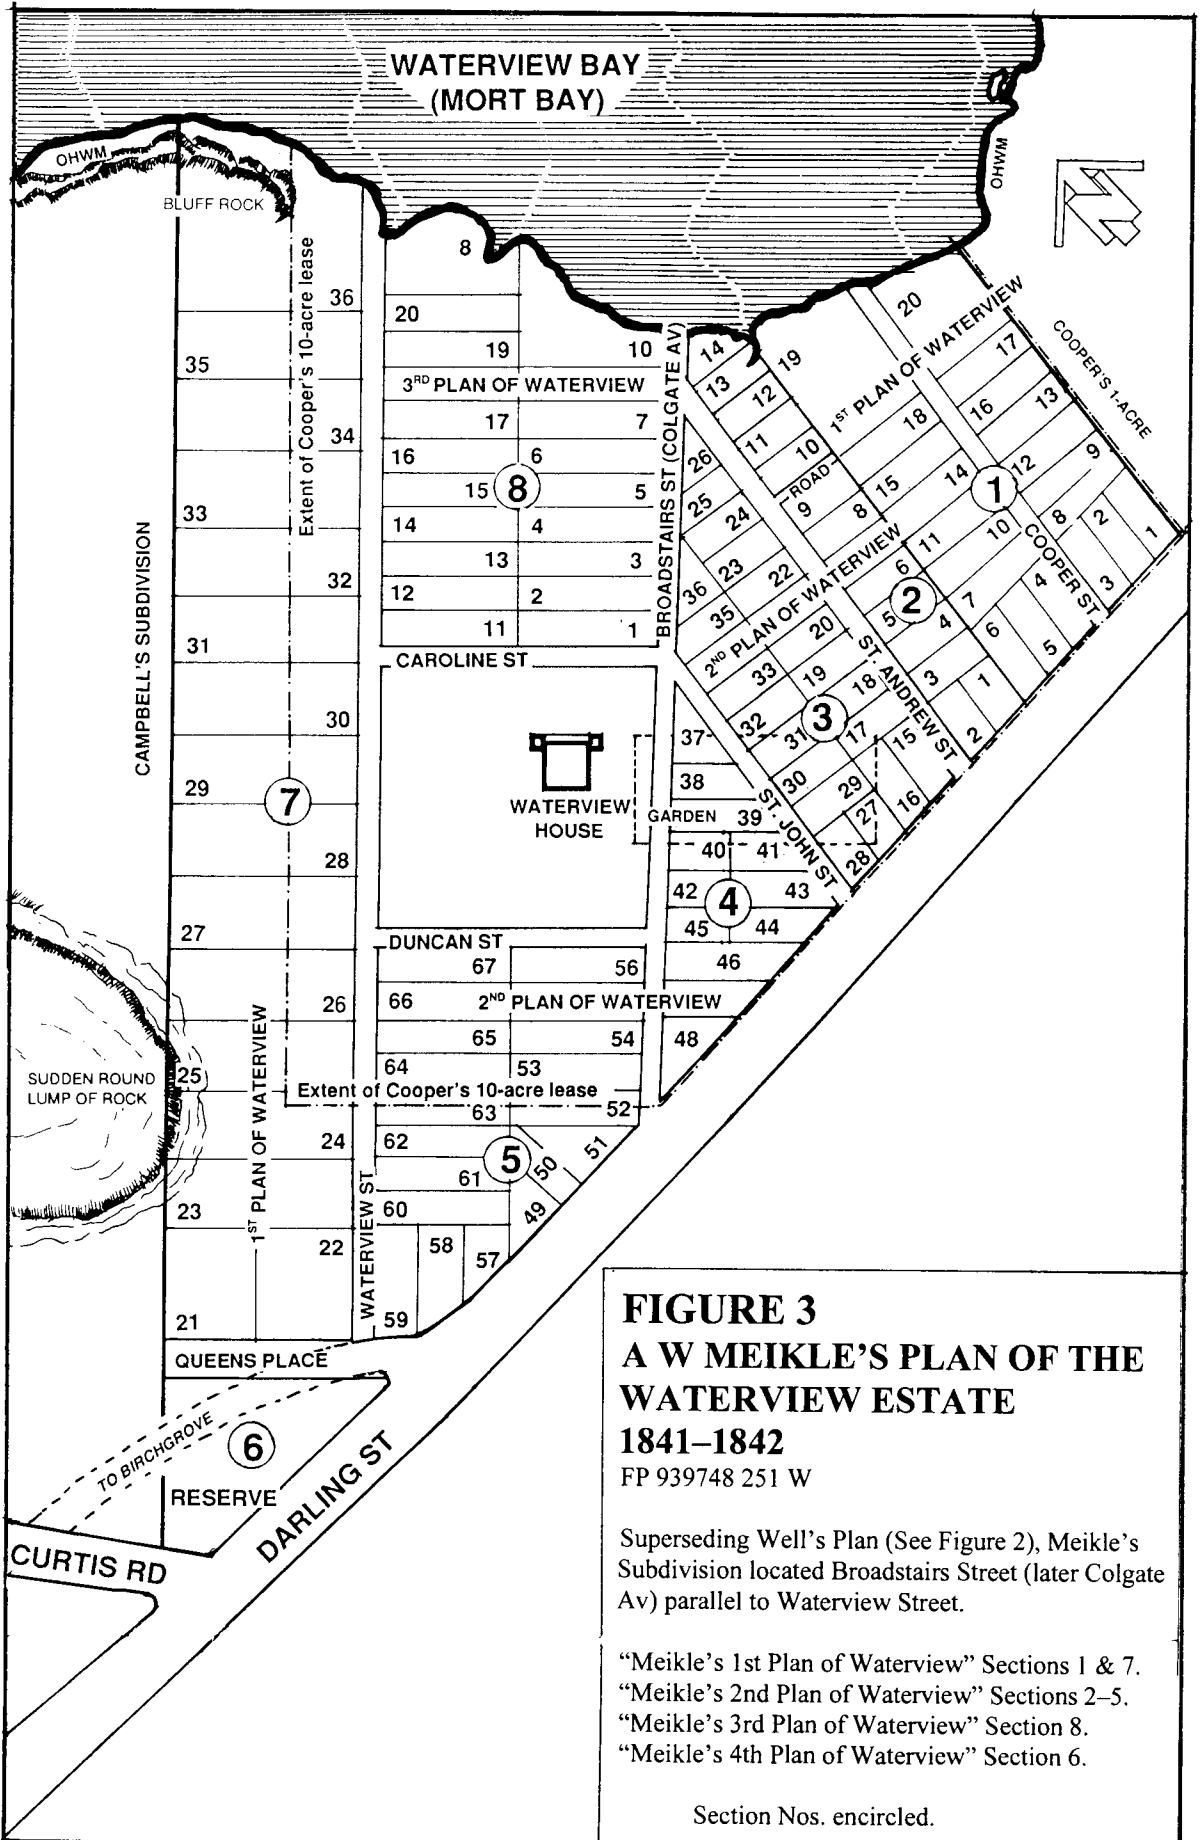 WATERVIEW BAY
(MORT BAY)
OHWM
BLUFF ROCK
OHWM
Extent of Cooper's 10-acre lease
CAMPBELL'S SUBDIVISION
36
35
34
33
32
31
30
29
7
28
27
26
25
24
23
22
21
1ST PLAN OF WATERVIEW
SUDDEN ROUND
LUMP OF ROCK
8
20
19
10
3RD PLAN OF WATERVIEW
17
7
16
6
15
8
5
14
4
13
3
12
2
11
1
CAROLINE ST
BROADSTAIRS ST (COLGATE AV)
WATERVIEW
HOUSE
GARDEN
14
13
12
11
10
ROAD
9
8
19
20
1ST PLAN OF WATERVIEW
17
18
16
13
15
14
12
9
1
11
10
8
2
1
COOPER ST
4
3
7
6
5
COOPER'S 1-ACRE
26
25
24
23
22
36
35
2ND PLAN OF WATERVIEW
6
2
5
4
20
33
19
18
3
1
2
ST. ANDREW ST
32
31
3
17
15
30
29
27
16
28
ST. JOHN ST
37
38
39
40
41
42
43
4
45
44
46
48
DUNCAN ST
67
56
66
2ND PLAN OF WATERVIEW
65
54
64
53
Extent of Cooper's 10-acre lease
63
52
62
5
50
51
61
49
60
58
57
59
WATERVIEW ST
QUEENS PLACE
TO BIRCHGROVE
6
RESERVE
DARLING ST
CURTIS RD
FIGURE 3
A W MEIKLE'S PLAN OF THE
WATERVIEW ESTATE
1841–1842
FP 939748 251 W
Superseding Well's Plan (See Figure 2), Meikle's
Subdivision located Broadstairs Street (later Colgate
Av) parallel to Waterview Street.
"Meikle's 1st Plan of Waterview" Sections 1 & 7.
"Meikle's 2nd Plan of Waterview" Sections 2–5.
"Meikle's 3rd Plan of Waterview" Section 8.
"Meikle's 4th Plan of Waterview" Section 6.
Section Nos. encircled.